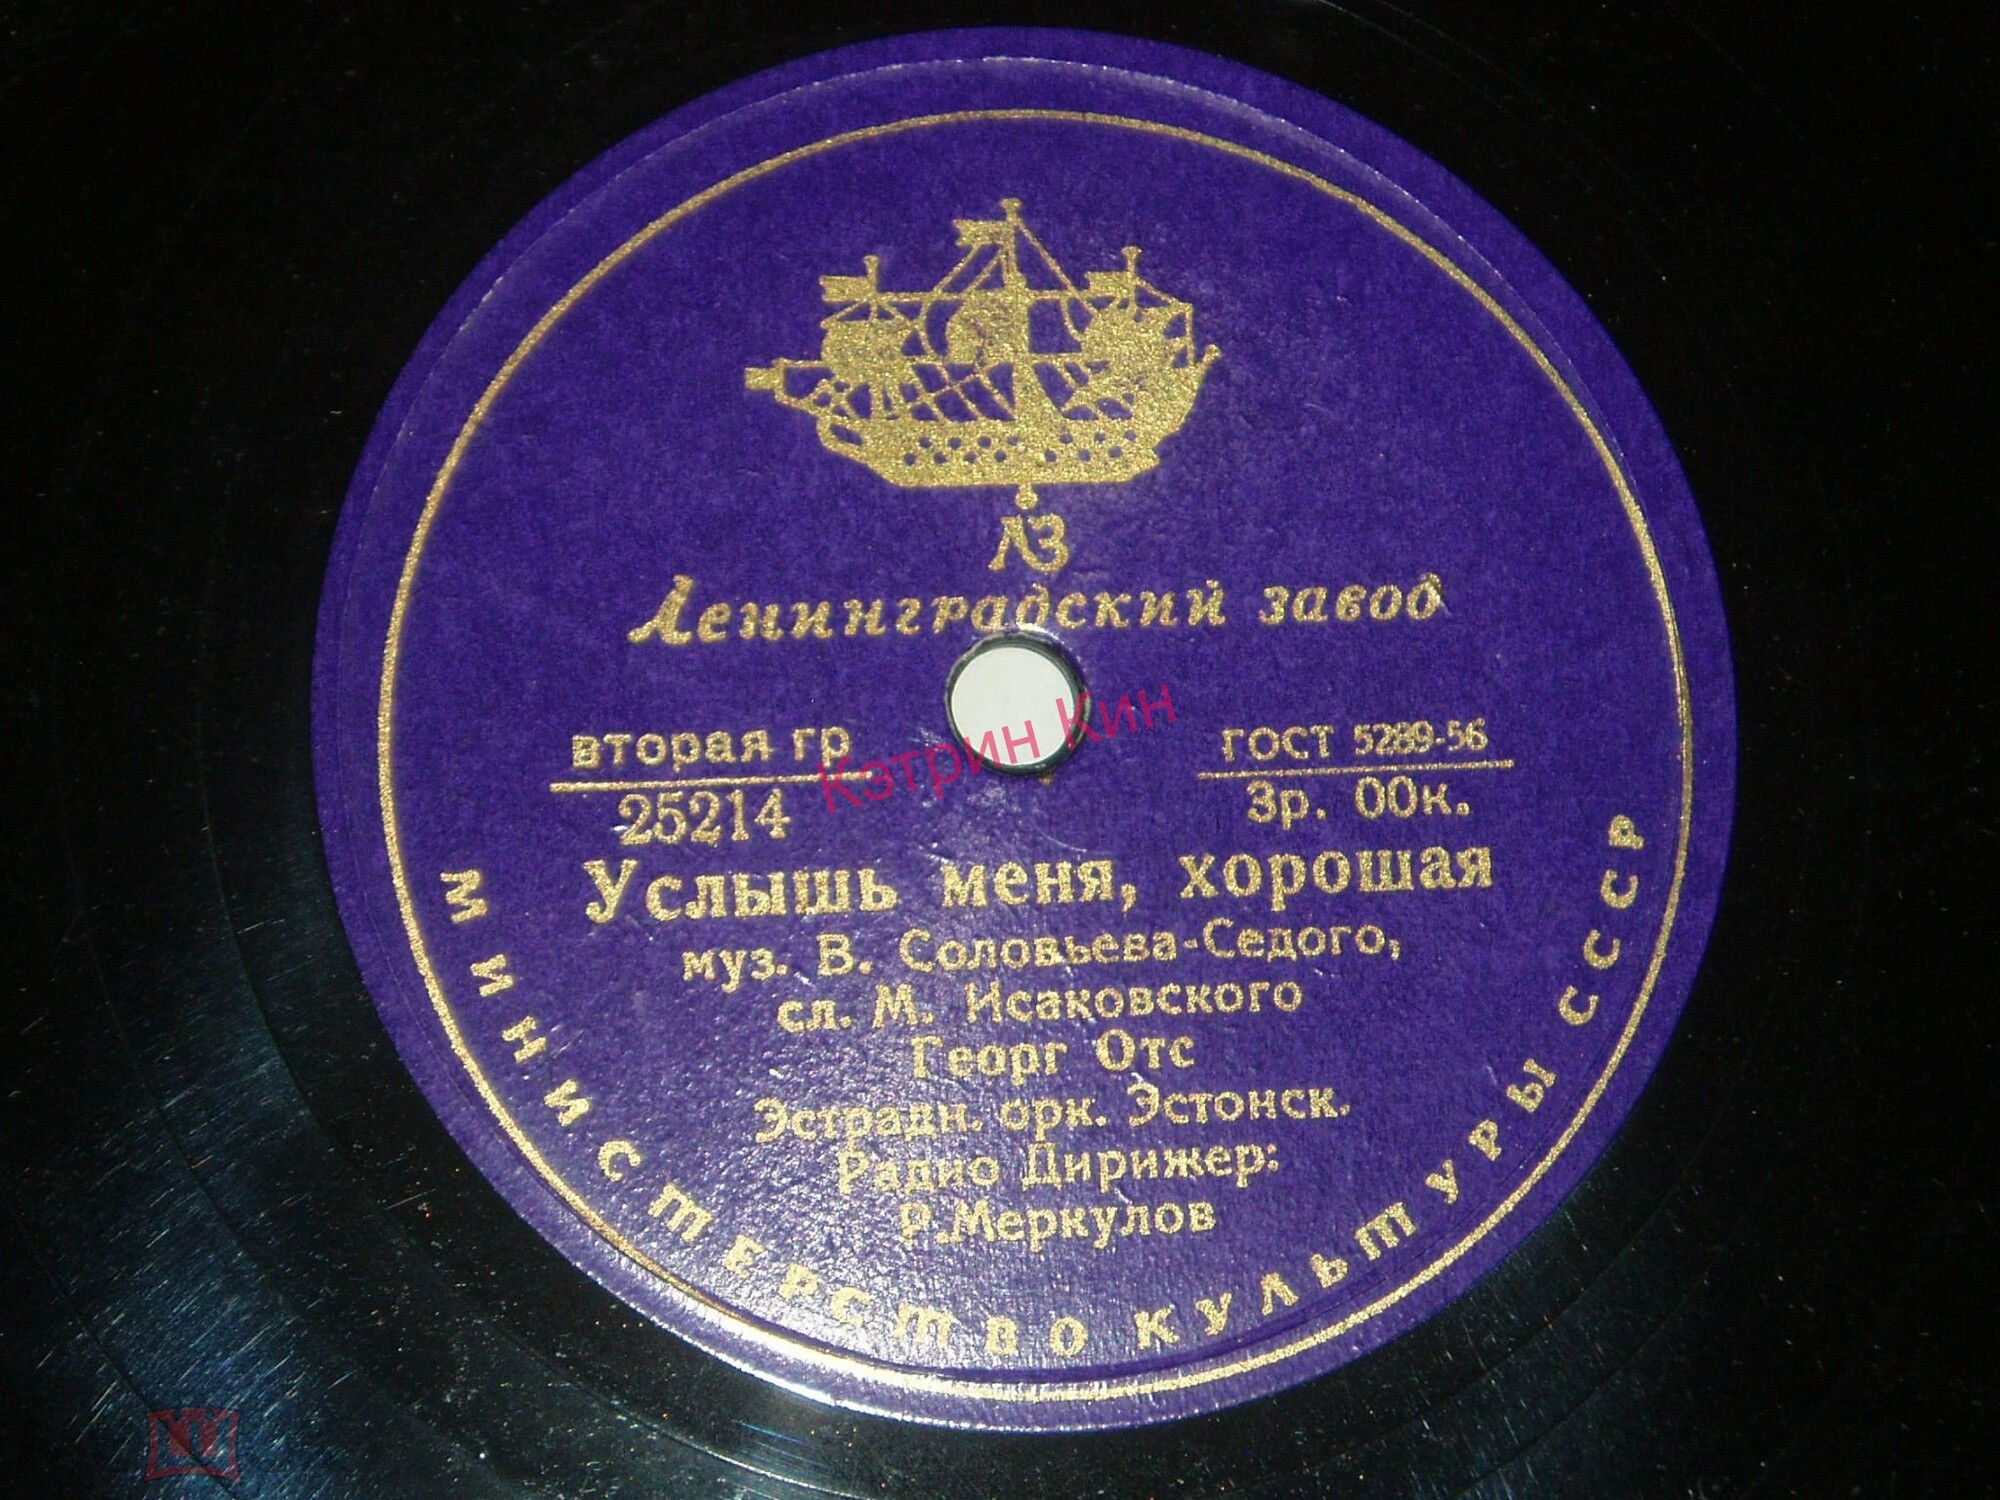 ЛЗ
Ленинградский завод
вторая гр
25214
ГОСТ 5289-56
3р. 00к.
Услышь меня, хорошая
муз. В. Соловьева-Седого,
сл. М. Исаковского
Георг Отс
Эстрадн. орк. Эстонск.
Радио Дирижер:
Р.Меркулов
МИНИСТЕРСТВО КУЛЬТУРЫ СССР
Кэтрин Кин